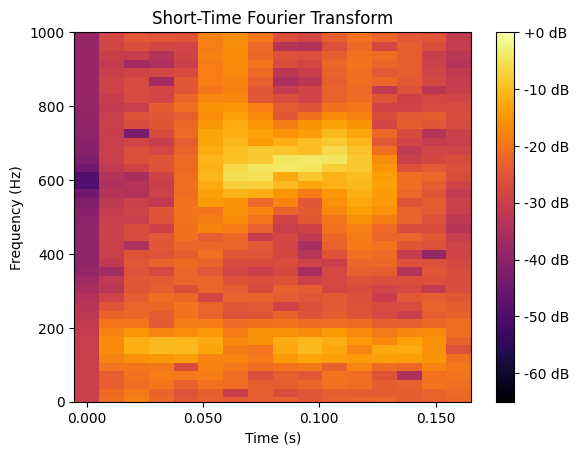 Short-Time Fourier Transform
1000
800
600
400
200
0
Frequency (Hz)
0.000
0.050
0.100
0.150
Time (s)
+0 dB
-10 dB
-20 dB
-30 dB
-40 dB
-50 dB
-60 dB